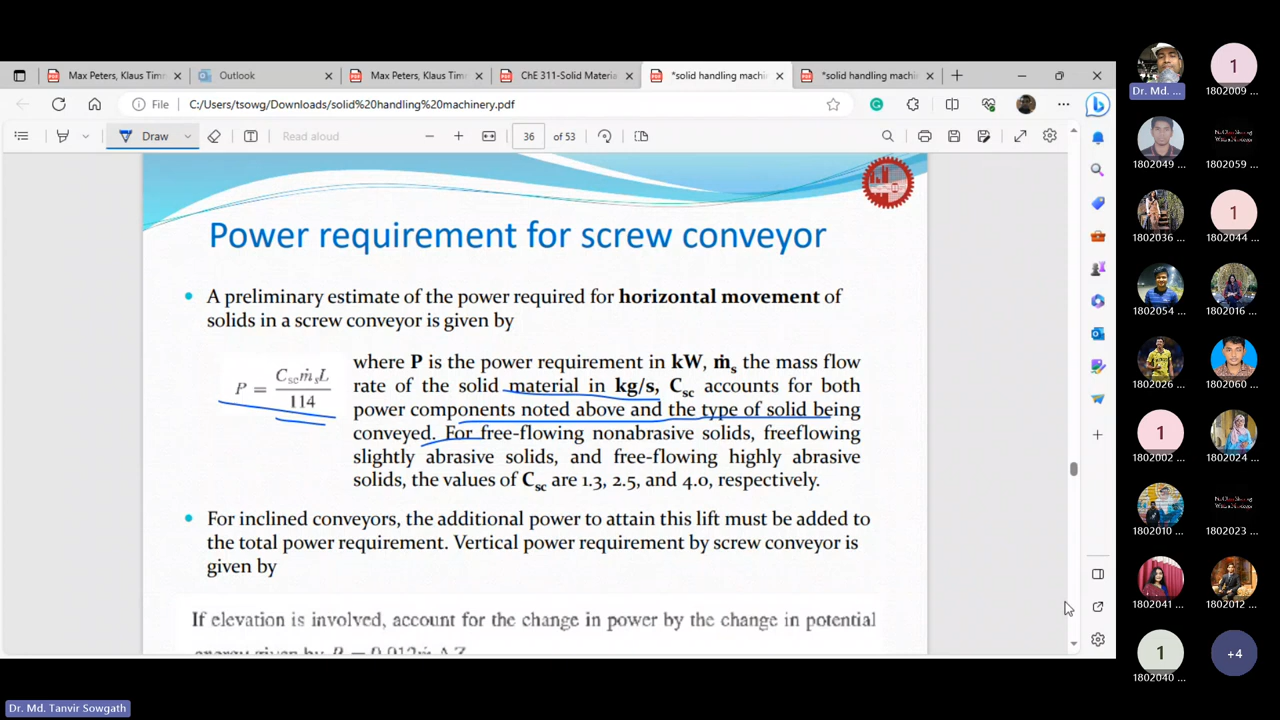 Max Peters, Klaus Timm
Outlook
Max Peters, Klaus Timm
ChE 311-Solid Materia
*solid handling machi
*solid handling machi
File
C:/Users/tsowg/Downloads/solid%20handling%20machinery.pdf
Draw
Read aloud
36
of 53
Power requirement for screw conveyor
A preliminary estimate of the power required for horizontal movement of
solids in a screw conveyor is given by
P = Cscṁs L / 114
where P is the power requirement in kW, ṁs the mass flow
rate of the solid material in kg/s, Csc accounts for both
power components noted above and the type of solid being
conveyed. For free-flowing nonabrasive solids, freeflowing
slightly abrasive solids, and free-flowing highly abrasive
solids, the values of Csc are 1.3, 2.5, and 4.0, respectively.
For inclined conveyors, the additional power to attain this lift must be added to
the total power requirement. Vertical power requirement by screw conveyor is
given by
If elevation is involved, account for the change in power by the change in potential
energy given by P = 0.012ṁ Δ Z
Dr. Md. ...
1
1802009 ...
1802049 ...
1802059 ...
1802036 ...
1
1802044 ...
1802054 ...
1802016 ...
1802026 ...
1802060 ...
1
1802002 ...
1802024 ...
1802010 ...
1802023 ...
1802041 ...
1802012 ...
1
1802040 ...
+4
Dr. Md. Tanvir Sowgath